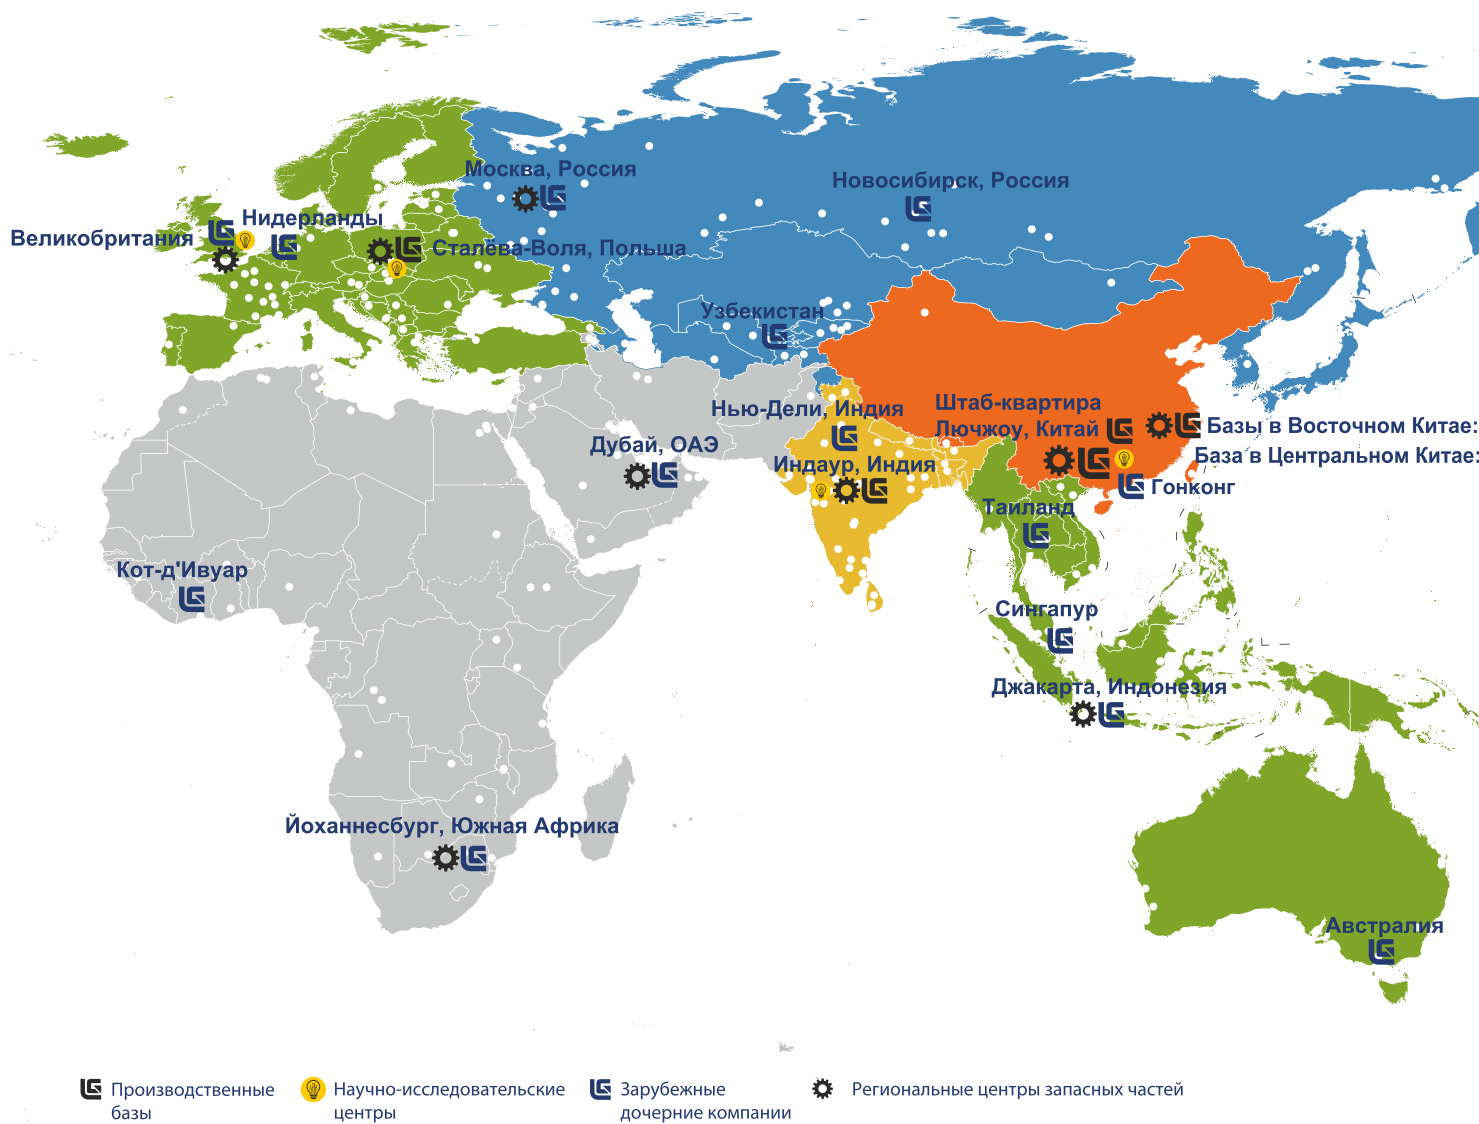 Москва, Россия
Новосибирск, Россия
Нидерланды
Великобритания
Сталёва-Воля, Польша
Узбекистан
Нью-Дели, Индия
Штаб-квартира
Лючжоу, Китай
Базы в Восточном Китае:
База в Центральном Китае:
Дубай, ОАЭ
Индаур, Индия
Гонконг
Таиланд
Кот-д'Ивуар
Сингапур
Джакарта, Индонезия
Йоханнесбург, Южная Африка
Австралия
Производственные
базы
Научно-исследовательские
центры
Зарубежные
дочерние компании
Региональные центры запасных частей